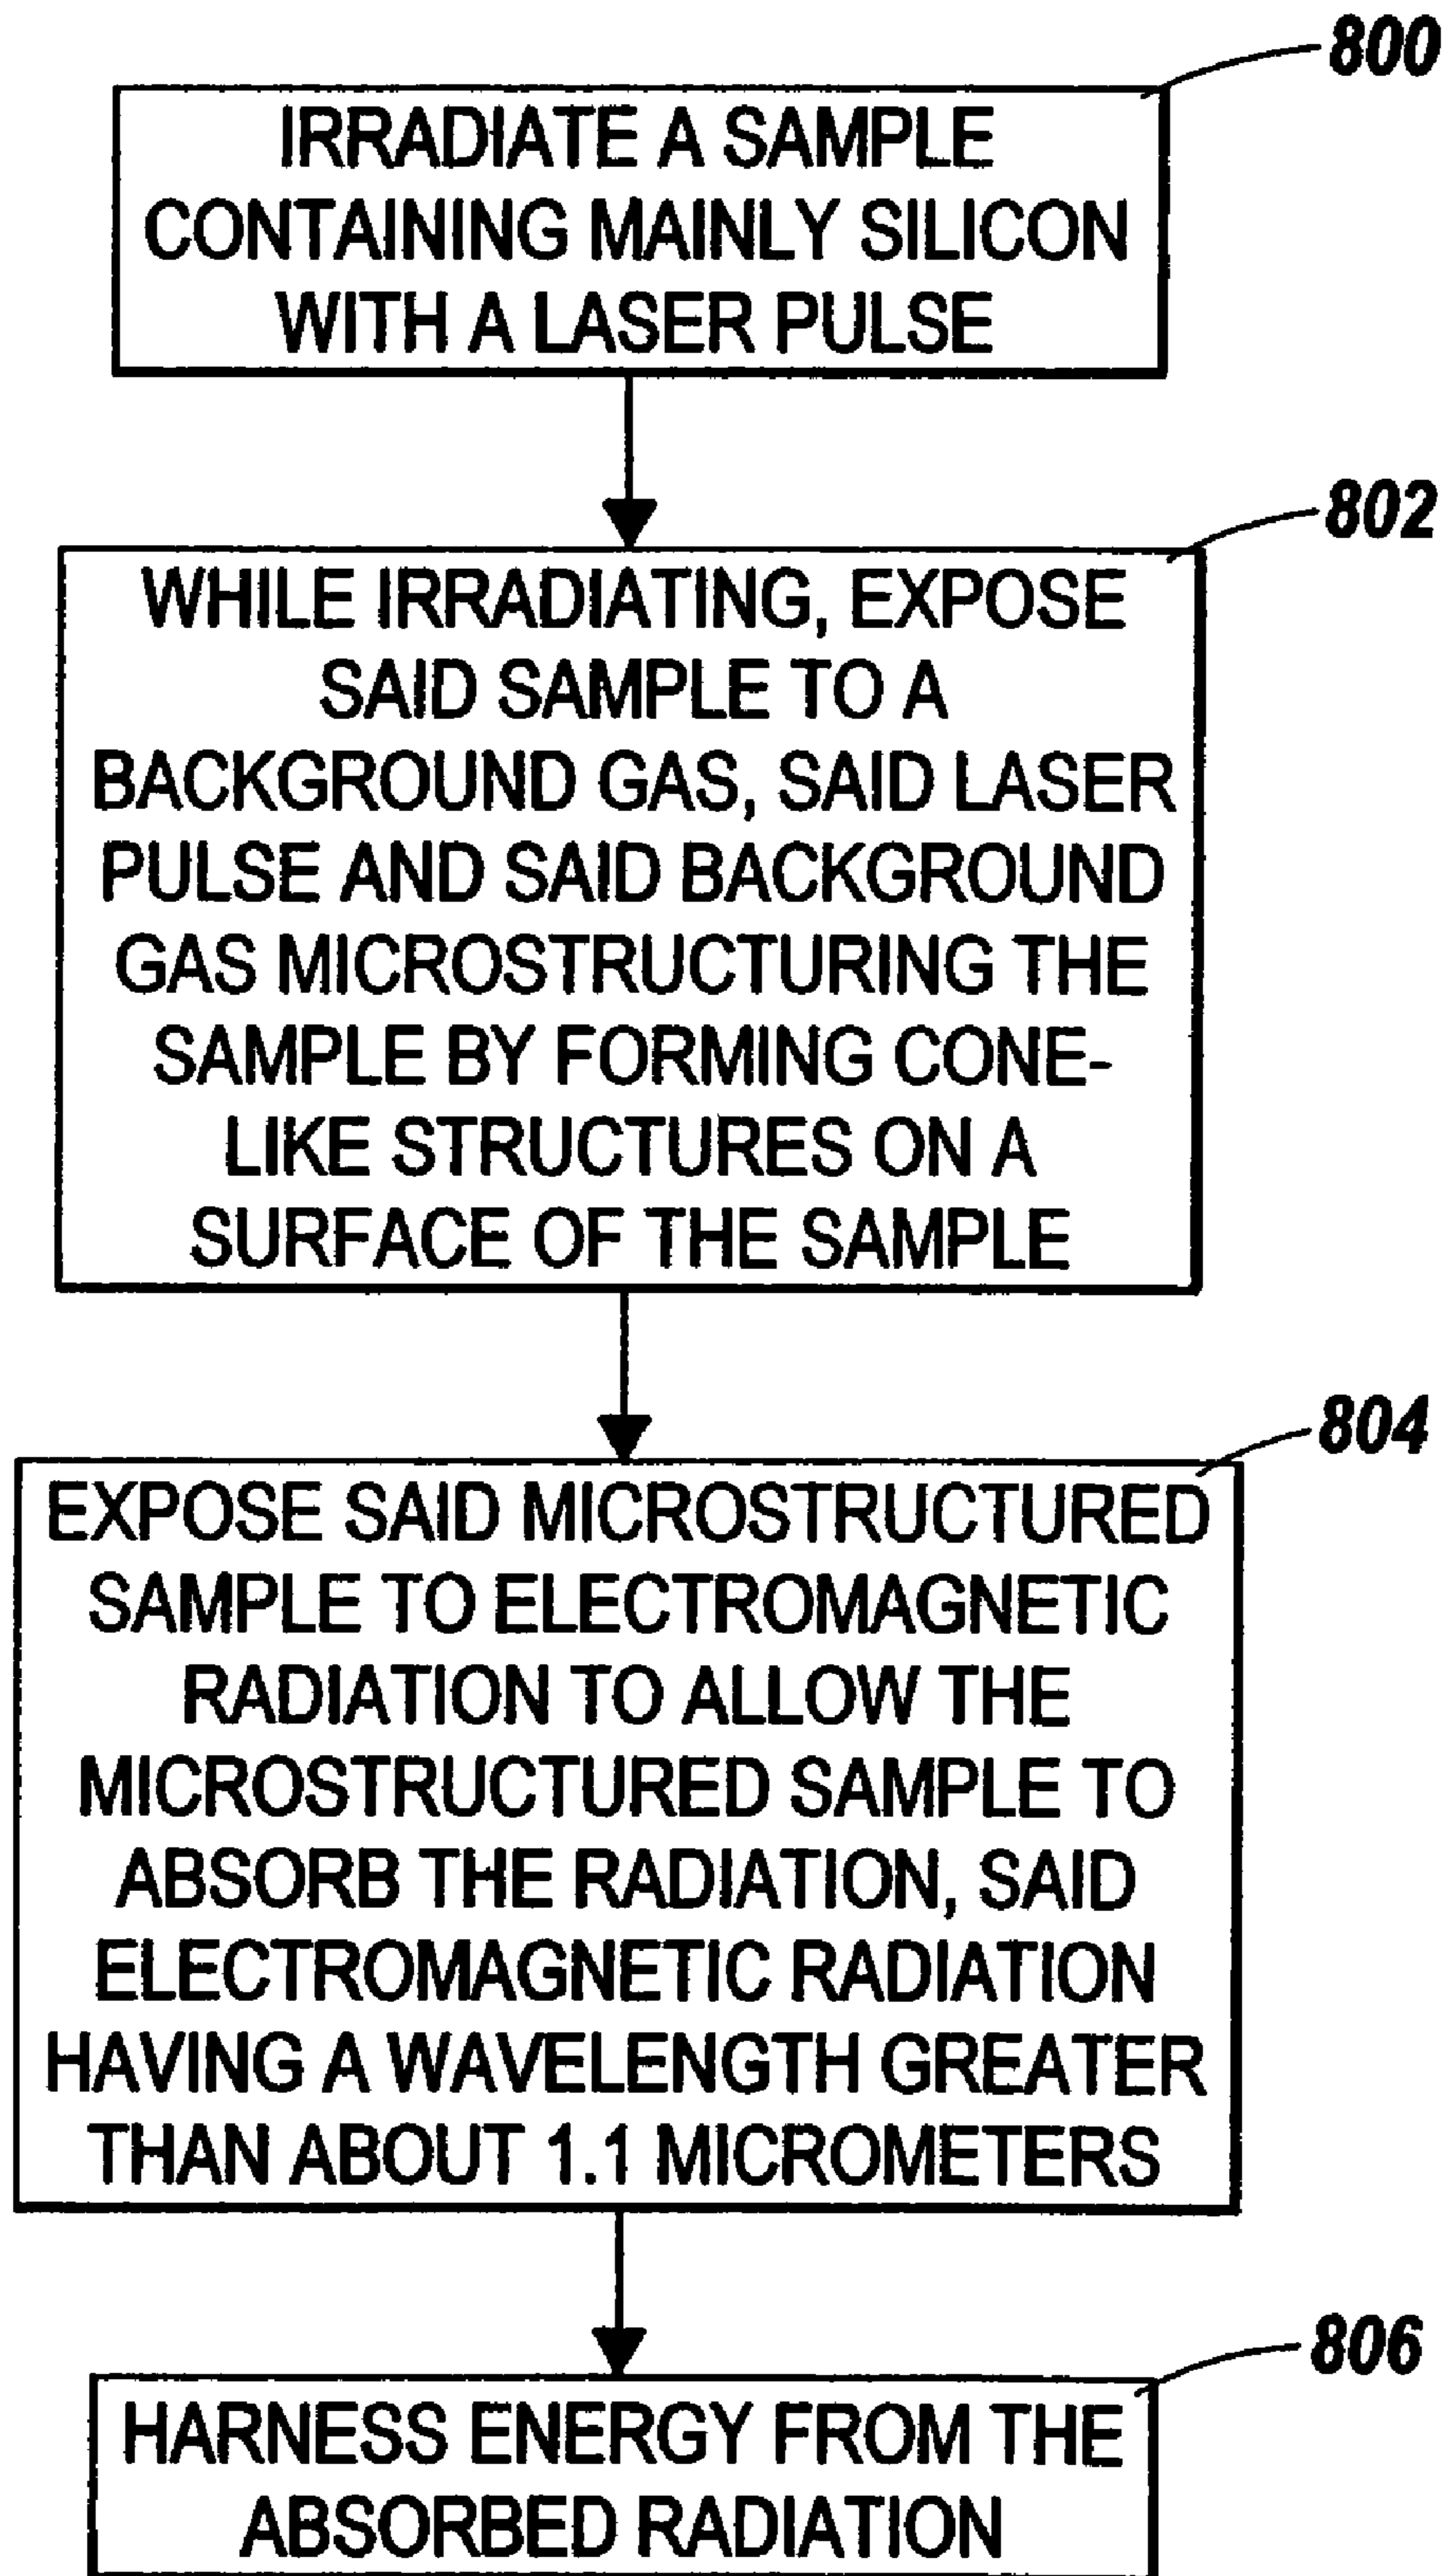 800
IRRADIATE A SAMPLE
CONTAINING MAINLY SILICON
WITH A LASER PULSE
802
WHILE IRRADIATING, EXPOSE
SAID SAMPLE TO A
BACKGROUND GAS, SAID LASER
PULSE AND SAID BACKGROUND
GAS MICROSTRUCTURING THE
SAMPLE BY FORMING CONE-
LIKE STRUCTURES ON A
SURFACE OF THE SAMPLE
804
EXPOSE SAID MICROSTRUCTURED
SAMPLE TO ELECTROMAGNETIC
RADIATION TO ALLOW THE
MICROSTRUCTURED SAMPLE TO
ABSORB THE RADIATION, SAID
ELECTROMAGNETIC RADIATION
HAVING A WAVELENGTH GREATER
THAN ABOUT 1.1 MICROMETERS
806
HARNESS ENERGY FROM THE
ABSORBED RADIATION